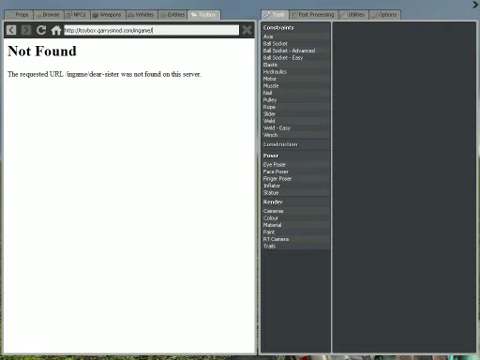 Props
Browse
NPCs
Weapons
Vehicles
Entities
Toybox
http://toybox.garrysmod.com/ingame/
Not Found
The requested URL /ingame/dear-sister was not found on this server.
Tools
Post Processing
Utilities
Options
Constraints
Axis
Ball Socket
Ball Socket - Advanced
Ball Socket - Easy
Elastic
Hydraulics
Motor
Muscle
Nail
Pulley
Rope
Slider
Weld
Weld - Easy
Winch
Construction
Poser
Eye Poser
Face Poser
Finger Poser
Inflator
Statue
Render
Cameras
Colour
Material
Paint
RT Camera
Trails